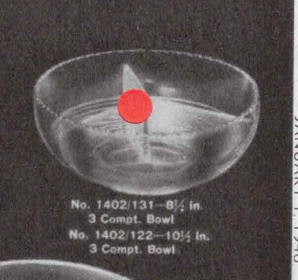 No. 1402/131—8½ in.
3 Compt. Bowl
No. 1402/122—10½ in.
3 Compt. Bowl